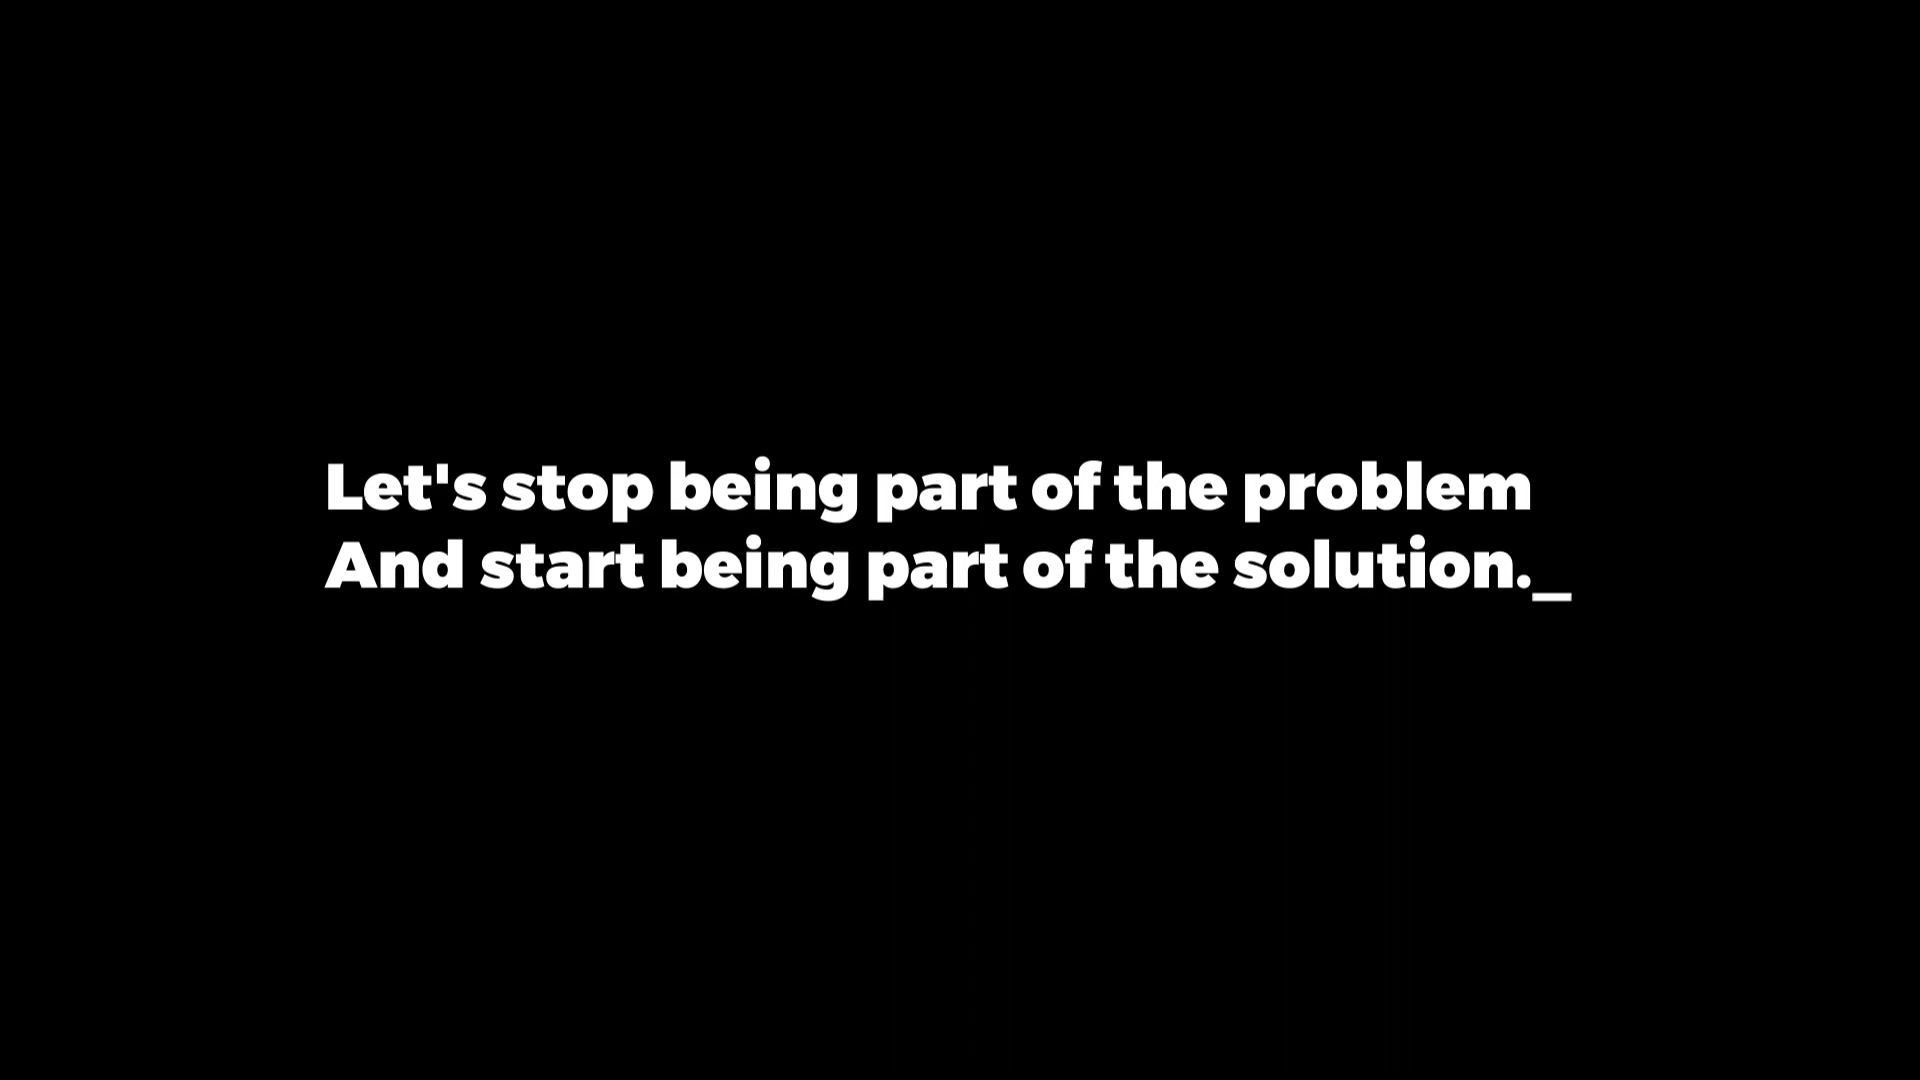 Let's stop being part of the problem
And start being part of the solution._